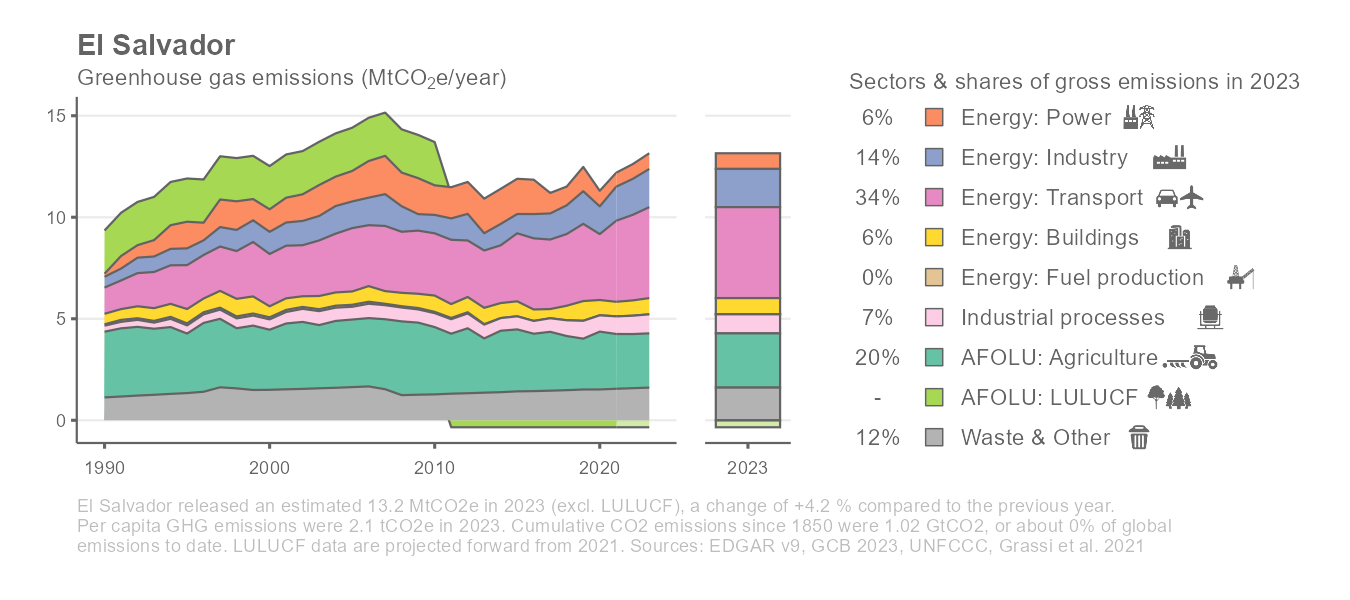 El Salvador
Greenhouse gas emissions (MtCO₂e/year)
15
10
5
0
1990
2000
2010
2020
2023
Sectors & shares of gross emissions in 2023
6% Energy: Power
14% Energy: Industry
34% Energy: Transport
6% Energy: Buildings
0% Energy: Fuel production
7% Industrial processes
20% AFOLU: Agriculture
- AFOLU: LULUCF
12% Waste & Other
El Salvador released an estimated 13.2 MtCO2e in 2023 (excl. LULUCF), a change of +4.2 % compared to the previous year.
Per capita GHG emissions were 2.1 tCO2e in 2023. Cumulative CO2 emissions since 1850 were 1.02 GtCO2, or about 0% of global
emissions to date. LULUCF data are projected forward from 2021. Sources: EDGAR v9, GCB 2023, UNFCCC, Grassi et al. 2021